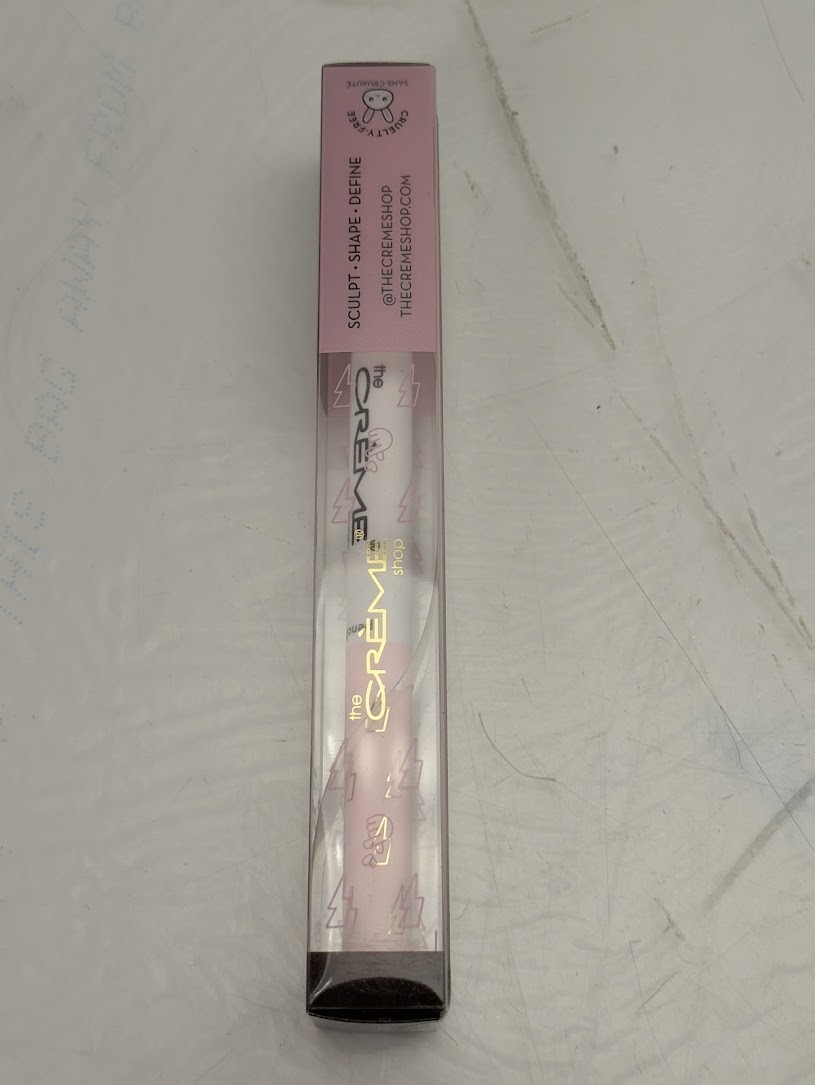 SANS CRUAUTÉ
CRUELTY-FREE
SCULPT • SHAPE • DEFINE
@THECREMESHOP
THECREMESHOP.COM
the
CRÈME
the
CRÈME
shop